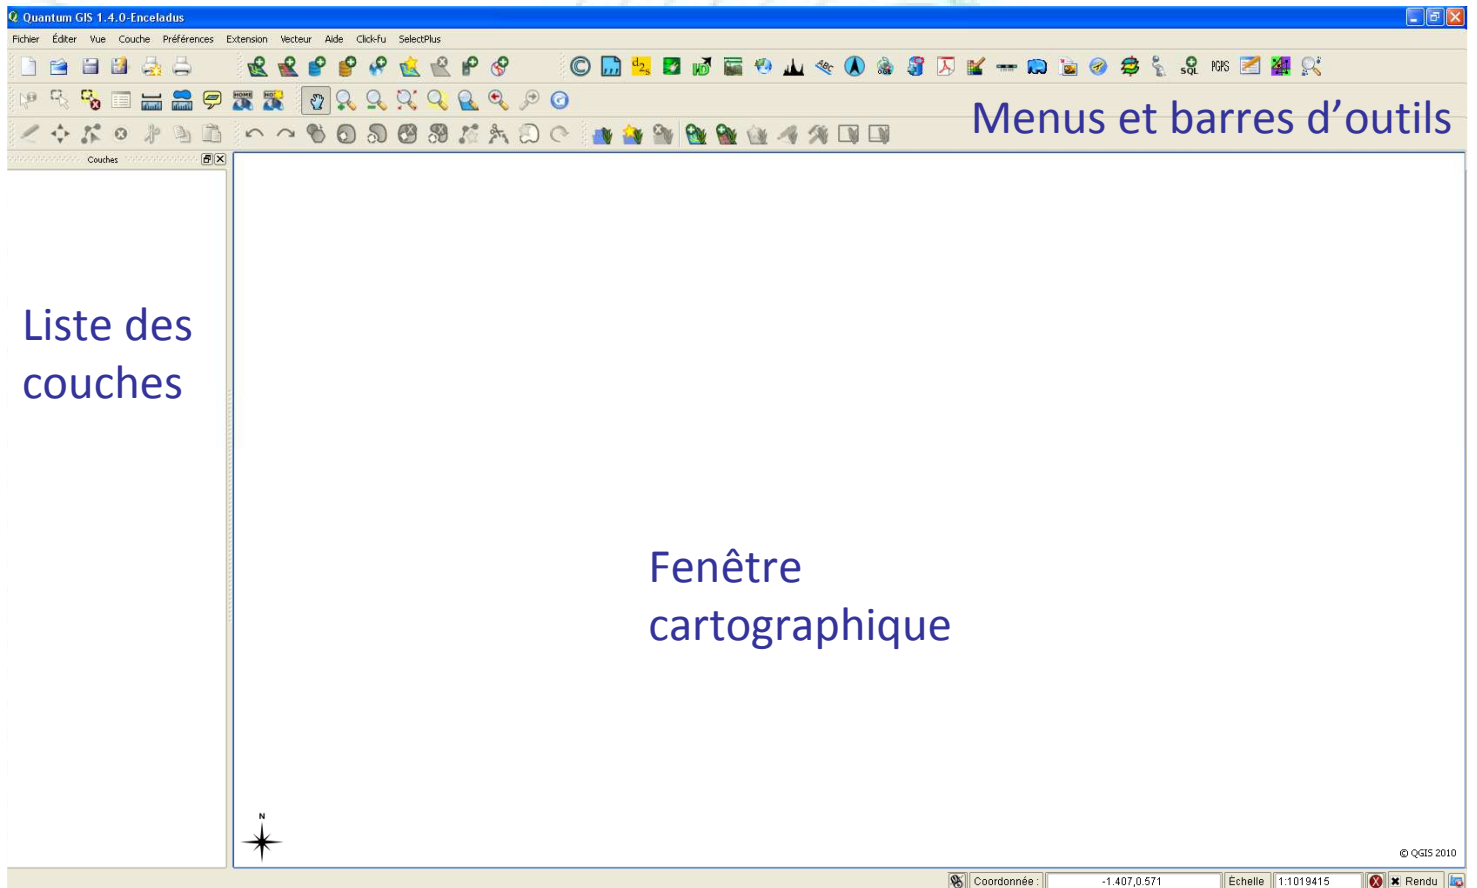 Quantum GIS 1.4.0-Enceladus
Fichier Éditer Vue Couche Préférences Extension Vecteur Aide Click-fu SelectPlus
Menus et barres d’outils
Couches
Liste des
couches
Fenêtre
cartographique
N
© QGIS 2010
Coordonnée : -1.407,0.571 Échelle 1:1019415 Rendu